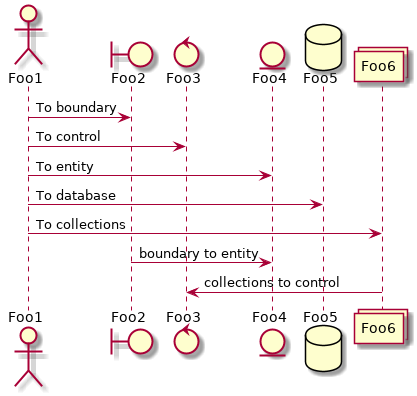 Foo1 Foo2 Foo3 Foo4 Foo5 Foo6
To boundary
To control
To entity
To database
To collections
boundary to entity
collections to control
Foo1 Foo2 Foo3 Foo4 Foo5 Foo6